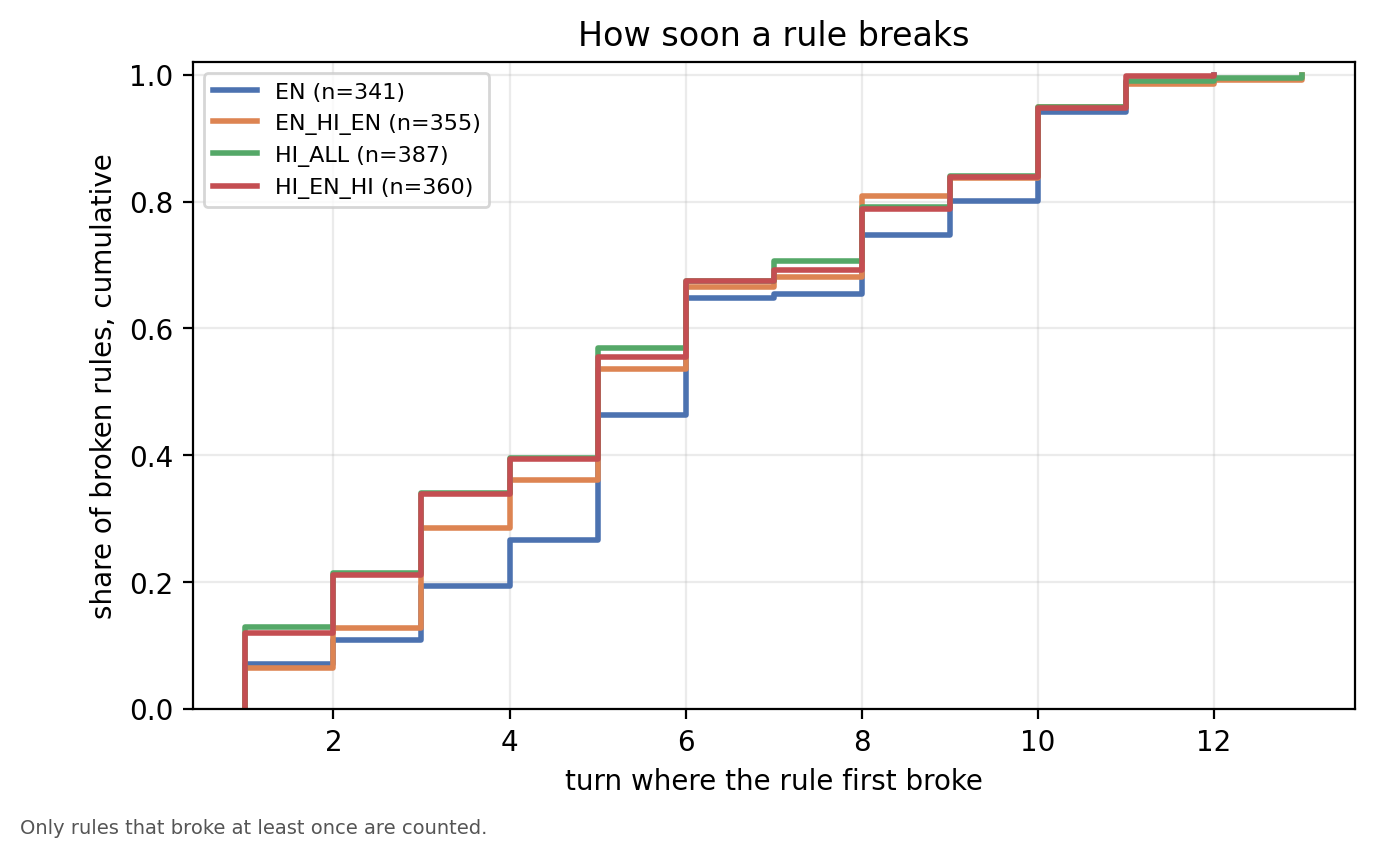 How soon a rule breaks
1.0
0.8
0.6
0.4
0.2
0.0
share of broken rules, cumulative
EN (n=341)
EN_HI_EN (n=355)
HI_ALL (n=387)
HI_EN_HI (n=360)
2 4 6 8 10 12
turn where the rule first broke
Only rules that broke at least once are counted.